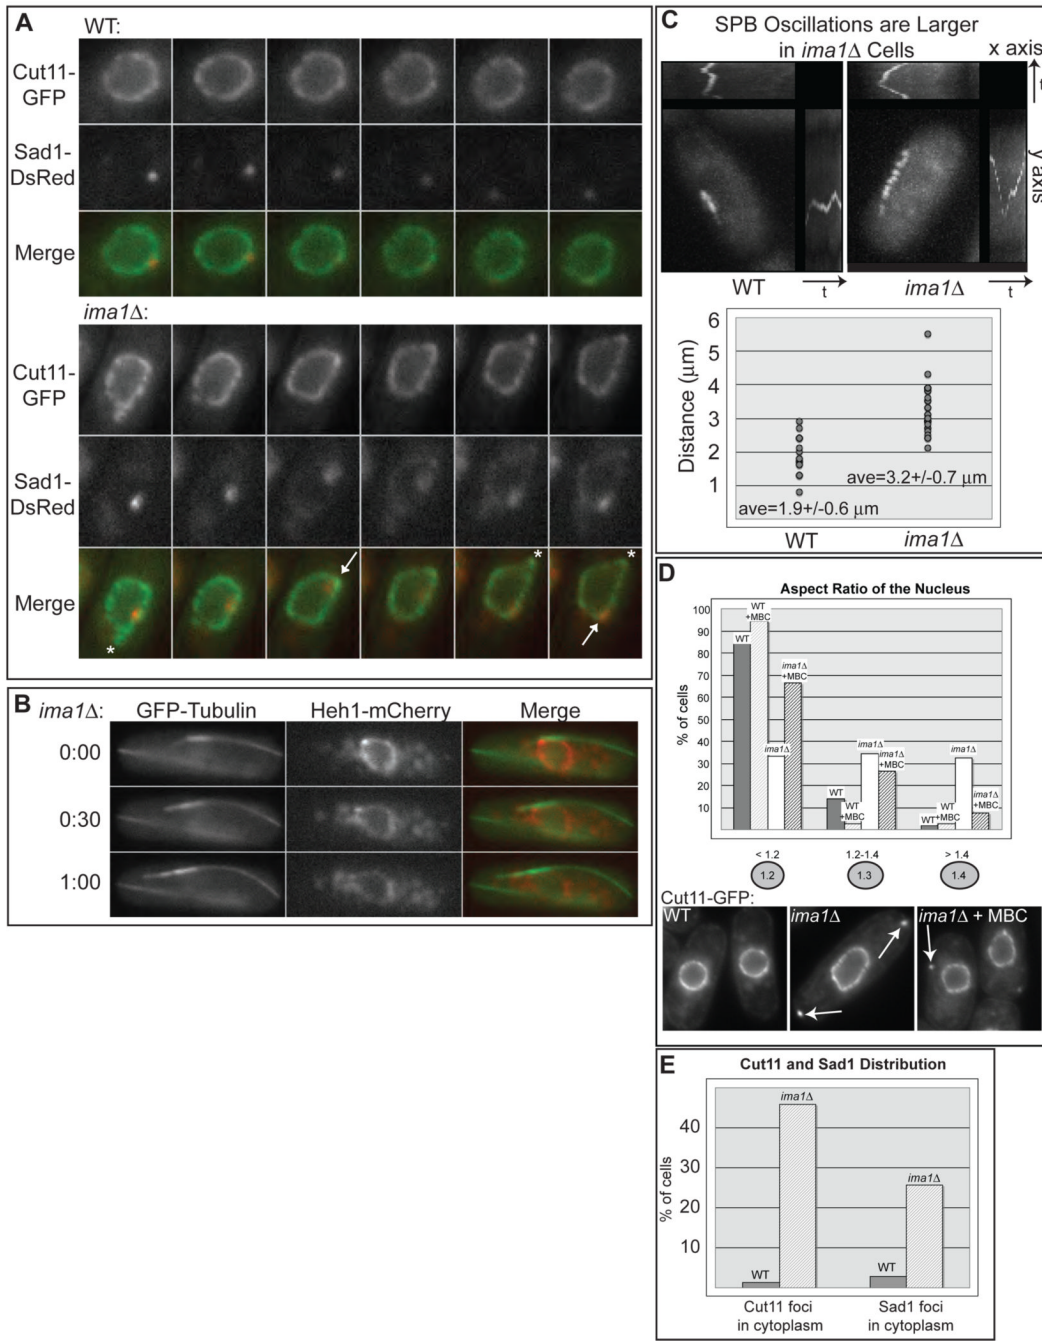 A
WT:
Cut11-
GFP
Sad1-
DsRed
Merge
ima1Δ:
Cut11-
GFP
Sad1-
DsRed
Merge
*
*
*
B
ima1Δ:
GFP-Tubulin
Heh1-mCherry
Merge
0:00
0:30
1:00
C
SPB Oscillations are Larger
in ima1Δ Cells
x axis
t
y axis
WT
t
ima1Δ
t
Distance (μm)
6
5
4
3
2
1
ave=3.2+/-0.7 μm
ave=1.9+/-0.6 μm
WT
ima1Δ
D
Aspect Ratio of the Nucleus
% of cells
100
90
80
70
60
50
40
30
20
10
WT
WT
+MBC
ima1Δ
ima1Δ
+MBC
WT
WT
+MBC
ima1Δ
ima1Δ
+MBC
WT
WT
+MBC
ima1Δ
ima1Δ
+MBC
< 1.2
1.2-1.4
> 1.4
1.2
1.3
1.4
Cut11-GFP:
WT
ima1Δ
ima1Δ + MBC
E
Cut11 and Sad1 Distribution
% of cells
40
30
20
10
WT
ima1Δ
WT
ima1Δ
Cut11 foci
in cytoplasm
Sad1 foci
in cytoplasm